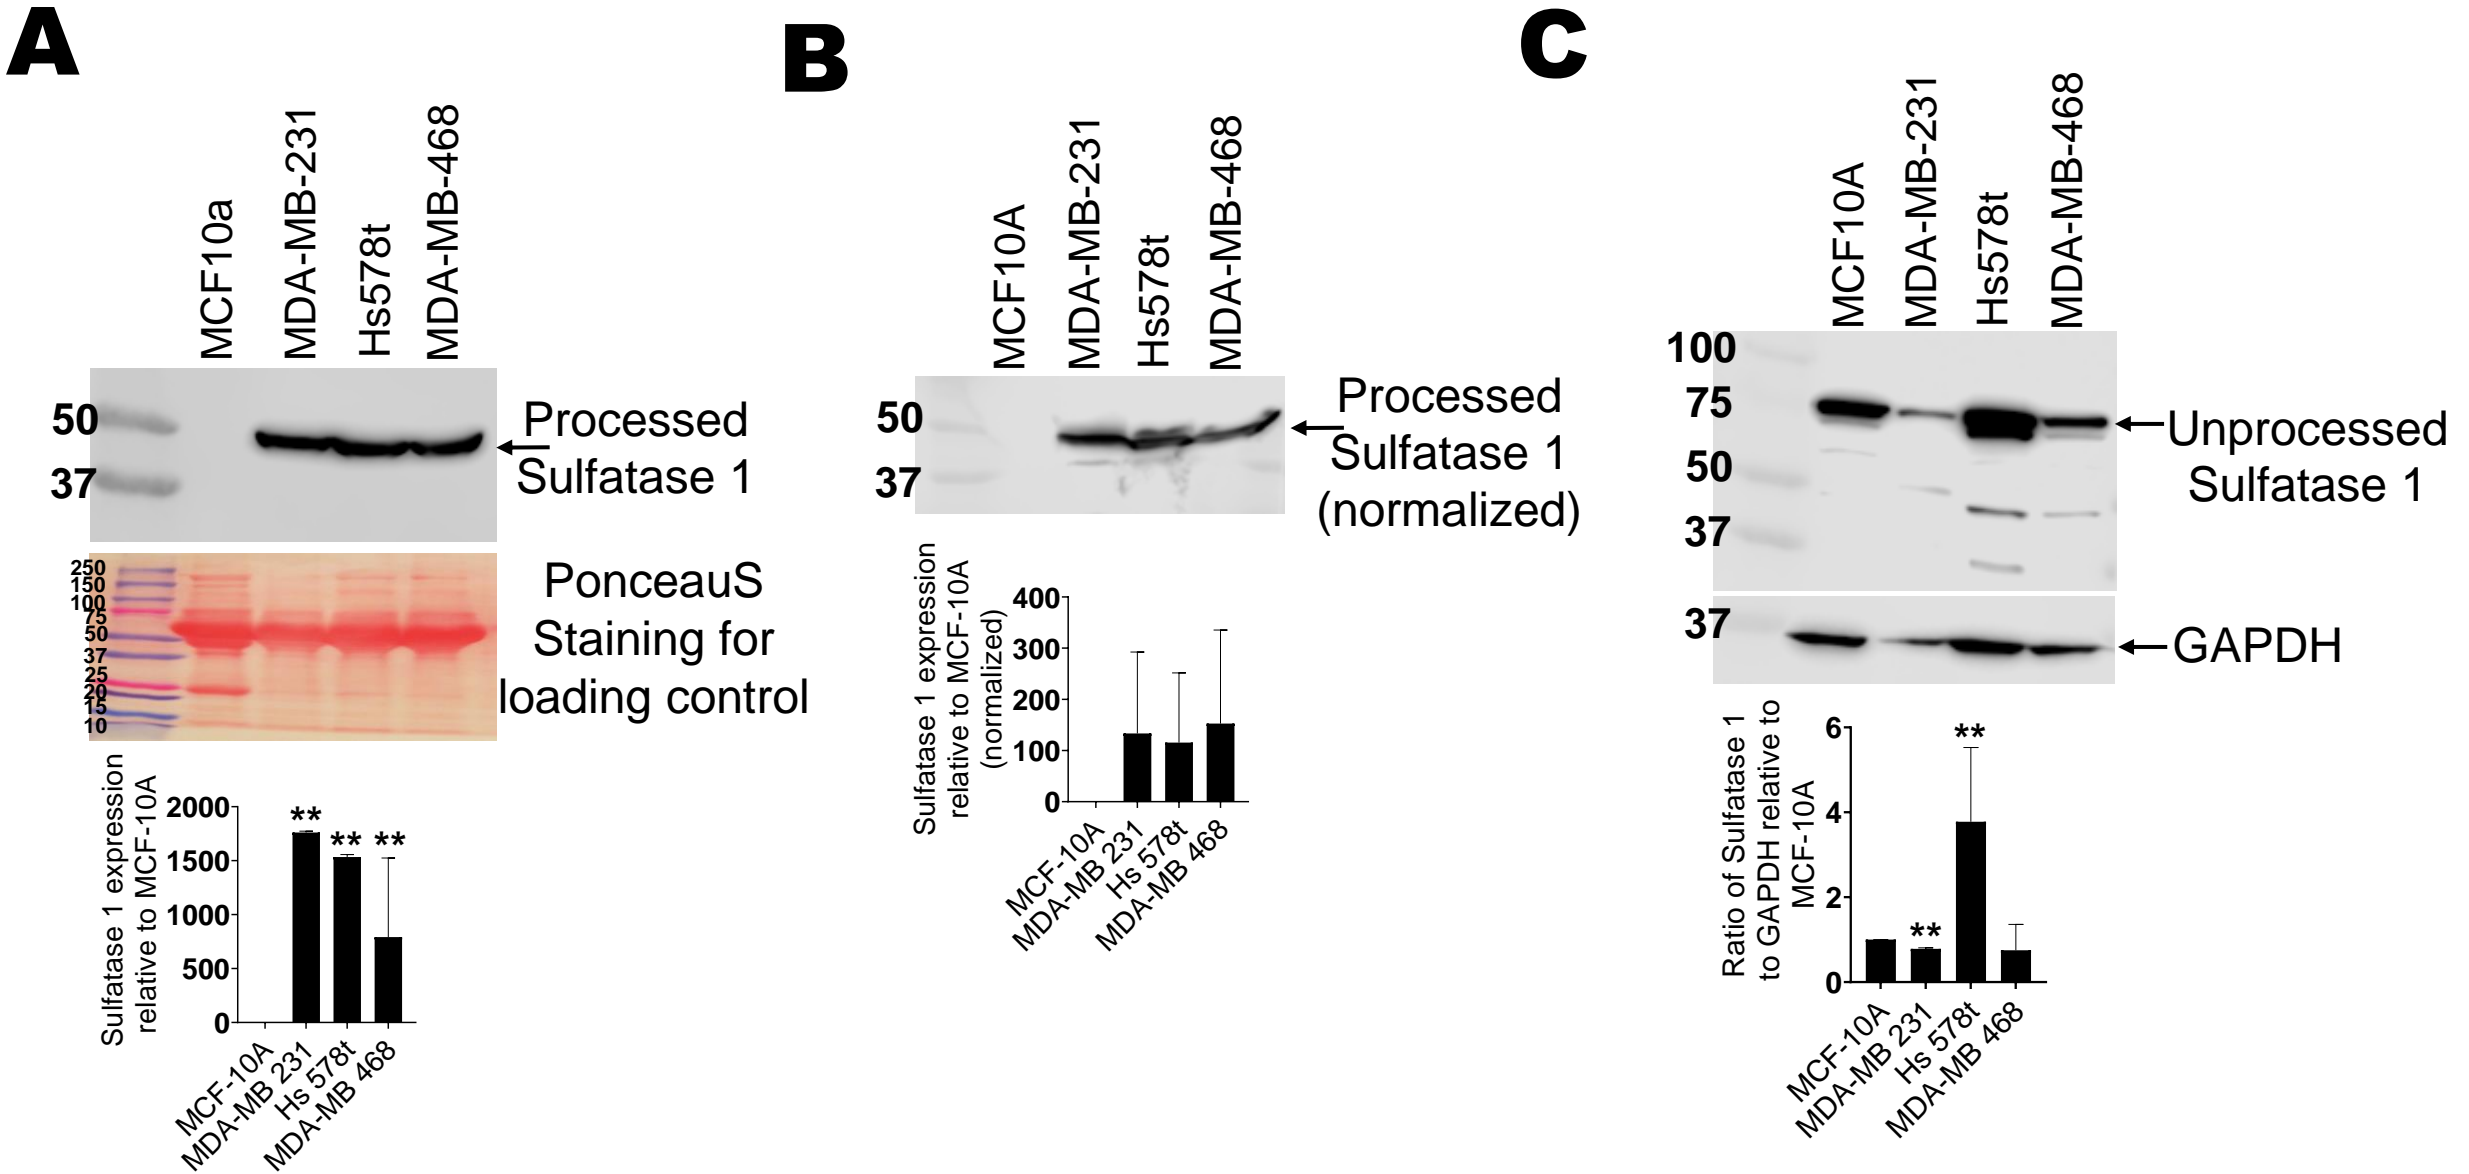 A
MCF10a
MDA-MB-231
Hs578t
MDA-MB-468
50
37
Processed
Sulfatase 1
250
150
100
75
50
37
25
20
15
10
PonceauS
Staining for
loading control
Sulfatase 1 expression
relative to MCF-10A
2000
1500
1000
500
0
**
**
**
MCF-10A
MDA-MB 231
Hs 578t
MDA-MB 468
B
MCF10A
MDA-MB-231
Hs578t
MDA-MB-468
50
37
Processed
Sulfatase 1
(normalized)
Sulfatase 1 expression
relative to MCF-10A
(normalized)
400
300
200
100
0
MCF-10A
MDA-MB 231
Hs 578t
MDA-MB 468
C
MCF10A
MDA-MB-231
Hs578t
MDA-MB-468
100
75
50
37
Unprocessed
Sulfatase 1
37
GAPDH
Ratio of Sulfatase 1
to GAPDH relative to
MCF-10A
6
4
2
0
**
**
MCF-10A
MDA-MB 231
Hs 578t
MDA-MB 468